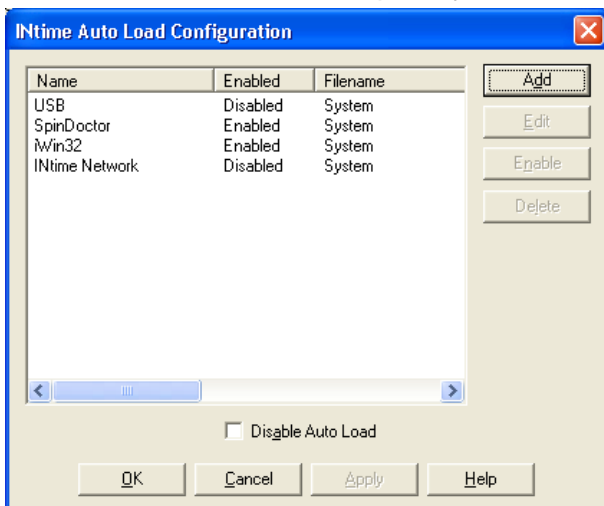 INtime Auto Load Configuration
Name Enabled Filename
USB Disabled System
SpinDoctor Enabled System
iWin32 Enabled System
INtime Network Disabled System
Add
Edit
Enable
Delete
Disable Auto Load
OK Cancel Apply Help